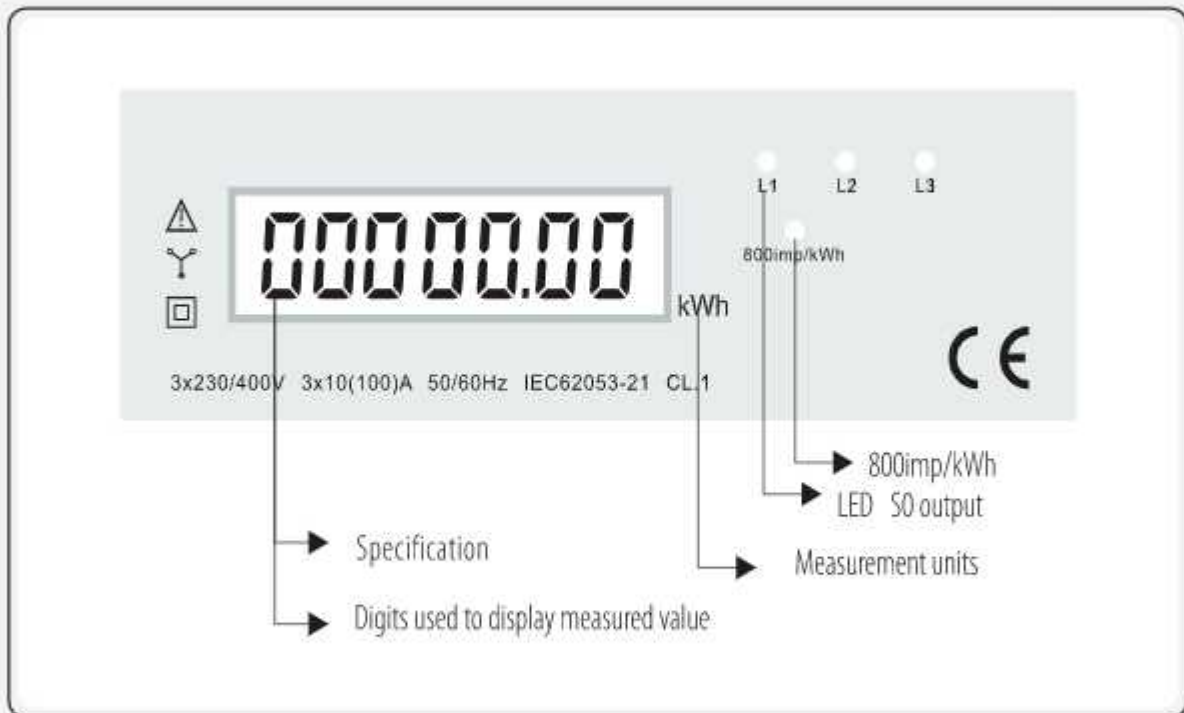 L1 L2 L3
800imp/kWh
00000.00 kWh
3x230/400V 3x10(100)A 50/60Hz IEC62053-21 CL.1
CE
800imp/kWh
LED S0 output
Specification
Measurement units
Digits used to display measured value